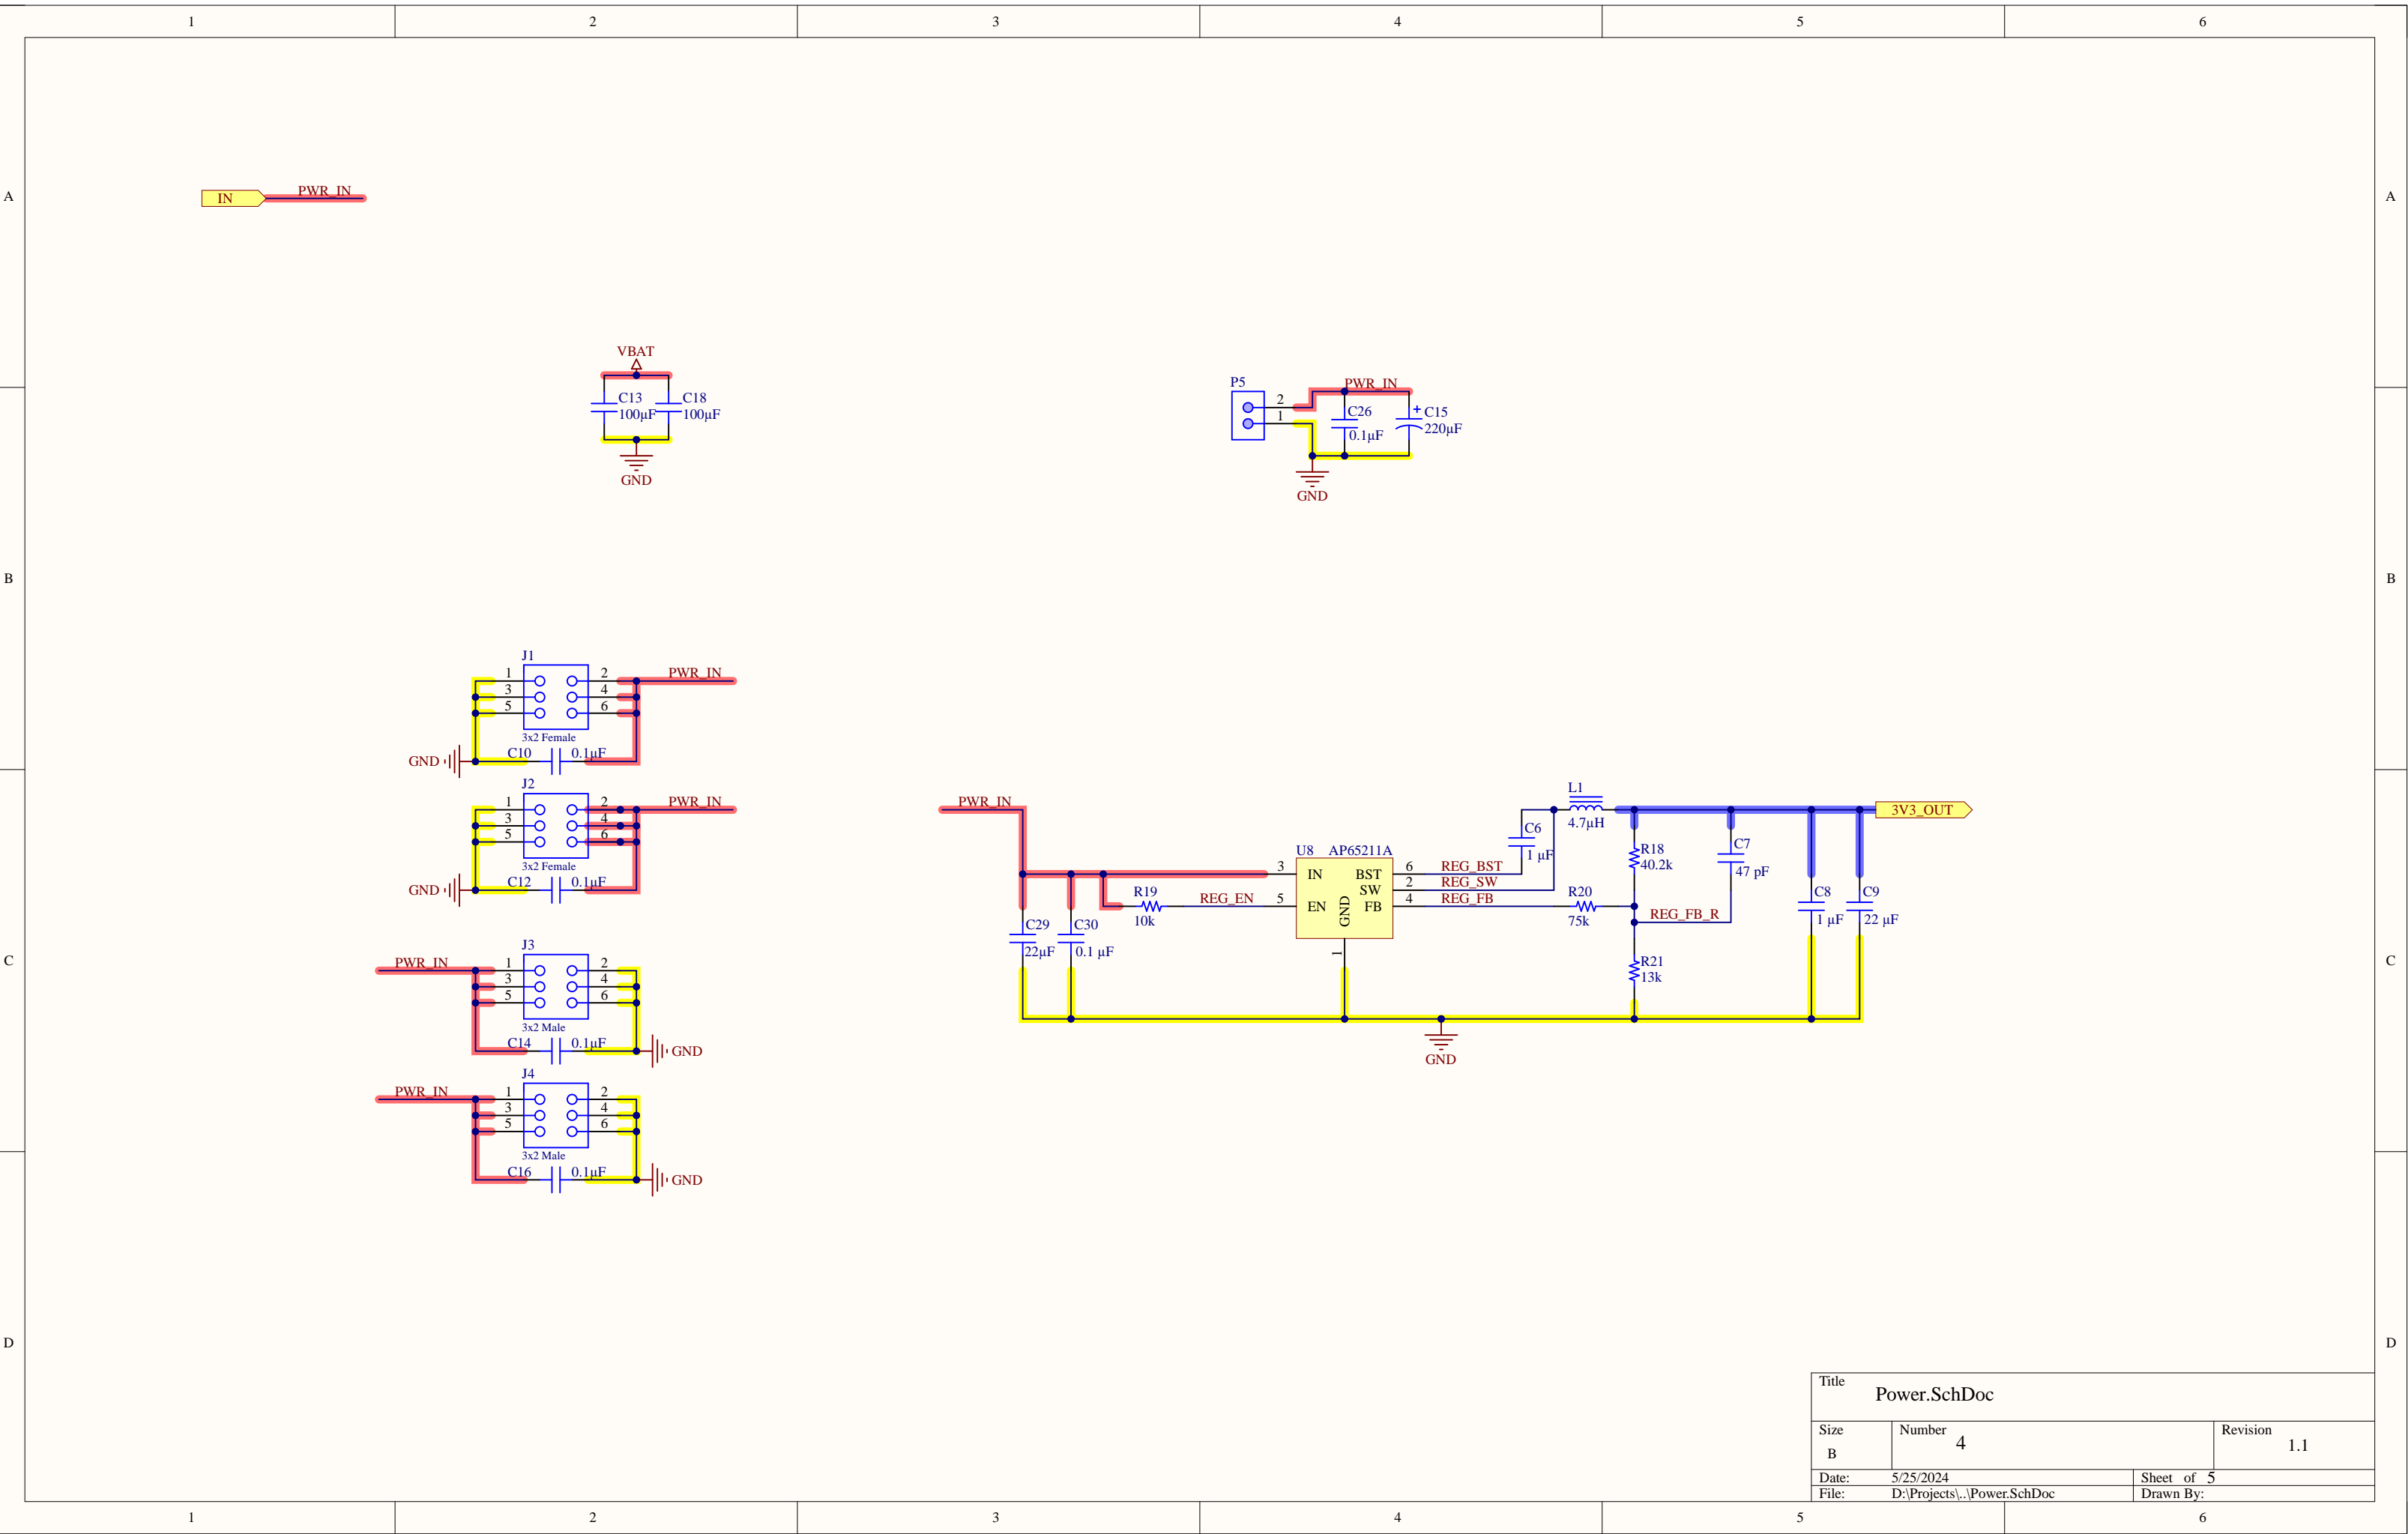 1 2 3 4 5 6
A A
IN PWR_IN
VBAT
C13 C18
100µF 100µF
GND
P5 PWR_IN
2
1
C26 C15
0.1µF 220µF
+
GND
B B
J1
1 2 PWR_IN
3 4
5 6
3x2 Female
GND C10 0.1µF
J2
1 2 PWR_IN
3 4
5 6
3x2 Female
GND C12 0.1µF
PWR_IN
J3
PWR_IN 1 2
3 4
5 6
3x2 Male
C14 0.1µF GND
J4
PWR_IN 1 2
3 4
5 6
3x2 Male
C16 0.1µF GND
L1
4.7µH
3V3_OUT
C6
1 µF
U8 AP65211A
3 IN BST 6 REG_BST
SW 2 REG_SW
5 EN FB 4 REG_FB
GND
1
R19
10k
REG_EN
R18
40.2k
C7
47 pF
R20
75k
REG_FB_R
C8
1 µF
C9
22 µF
C29
22µF
C30
0.1 µF
R21
13k
GND
C C
D D
Title
Power.SchDoc
Size Number Revision
B 4 1.1
Date: 5/25/2024 Sheet of 5
File: D:\Projects\..\Power.SchDoc Drawn By:
1 2 3 4 5 6